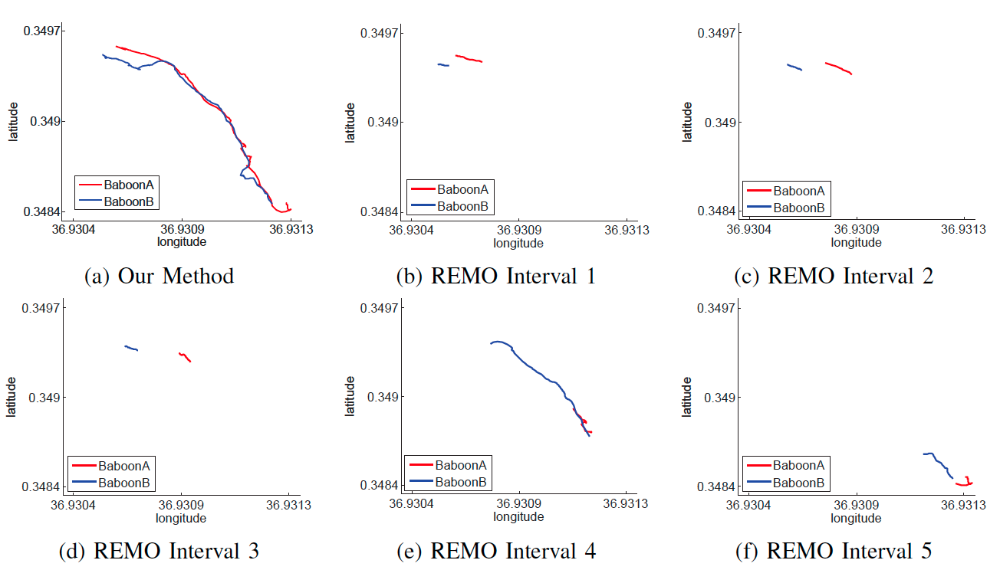 0.3497
0.349
0.3484
latitude
BaboonA
BaboonB
36.9304
36.9309
36.9313
longitude
(a) Our Method
0.3497
0.349
0.3484
latitude
BaboonA
BaboonB
36.9304
36.9309
36.9313
longitude
(b) REMO Interval 1
0.3497
0.349
0.3484
latitude
BaboonA
BaboonB
36.9304
36.9309
36.9313
longitude
(c) REMO Interval 2
0.3497
0.349
0.3484
latitude
BaboonA
BaboonB
36.9304
36.9309
36.9313
longitude
(d) REMO Interval 3
0.3497
0.349
0.3484
latitude
BaboonA
BaboonB
36.9304
36.9309
36.9313
longitude
(e) REMO Interval 4
0.3497
0.349
0.3484
latitude
BaboonA
BaboonB
36.9304
36.9309
36.9313
longitude
(f) REMO Interval 5